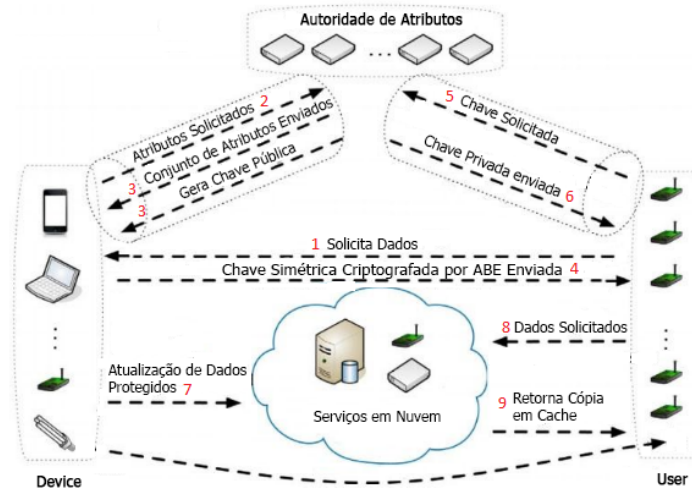 Autoridade de Atributos
...
Atributos Solicitados 2
3 Conjunto de Atributos Enviados
3 Gera Chave Pública
5 Chave Solicitada
Chave Privada enviada 6
1 Solicita Dados
Chave Simétrica Criptografada por ABE Enviada 4
8 Dados Solicitados
Atualização de Dados
Protegidos 7
Serviços em Nuvem
9 Retorna Cópia
em Cache
Device
User